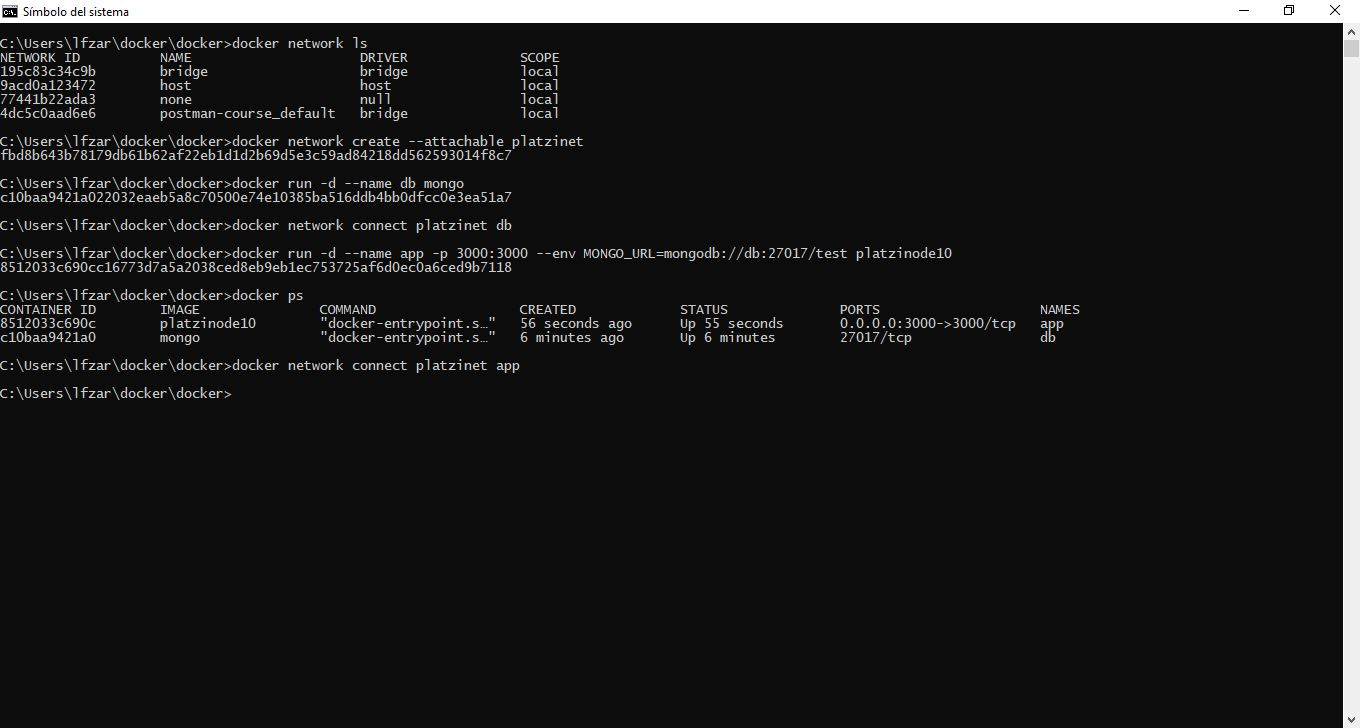 Símbolo del sistema
C:\Users\lfzar\docker\docker>docker network ls
NETWORK ID NAME DRIVER SCOPE
195c83c34c9b bridge bridge local
9acd0a123472 host host local
77441b22ada3 none null local
4dc5c0aad6e6 postman-course_default bridge local
C:\Users\lfzar\docker\docker>docker network create --attachable platzinet
fbd8b643b78179db61b62af22eb1d1d2b69d5e3c59ad84218dd562593014f8c7
C:\Users\lfzar\docker\docker>docker run -d --name db mongo
c10baa9421a022032eaeb5a8c70500e74e10385ba516ddb4bb0dfcc0e3ea51a7
C:\Users\lfzar\docker\docker>docker network connect platzinet db
C:\Users\lfzar\docker\docker>docker run -d --name app -p 3000:3000 --env MONGO_URL=mongodb://db:27017/test platzinode10
8512033c690cc16773d7a5a2038ced8eb9eb1ec753725af6d0ec0a6ced9b7118
C:\Users\lfzar\docker\docker>docker ps
CONTAINER ID IMAGE COMMAND CREATED STATUS PORTS NAMES
8512033c690c platzinode10 "docker-entrypoint.s…" 56 seconds ago Up 55 seconds 0.0.0.0:3000->3000/tcp app
c10baa9421a0 mongo "docker-entrypoint.s…" 6 minutes ago Up 6 minutes 27017/tcp db
C:\Users\lfzar\docker\docker>docker network connect platzinet app
C:\Users\lfzar\docker\docker>